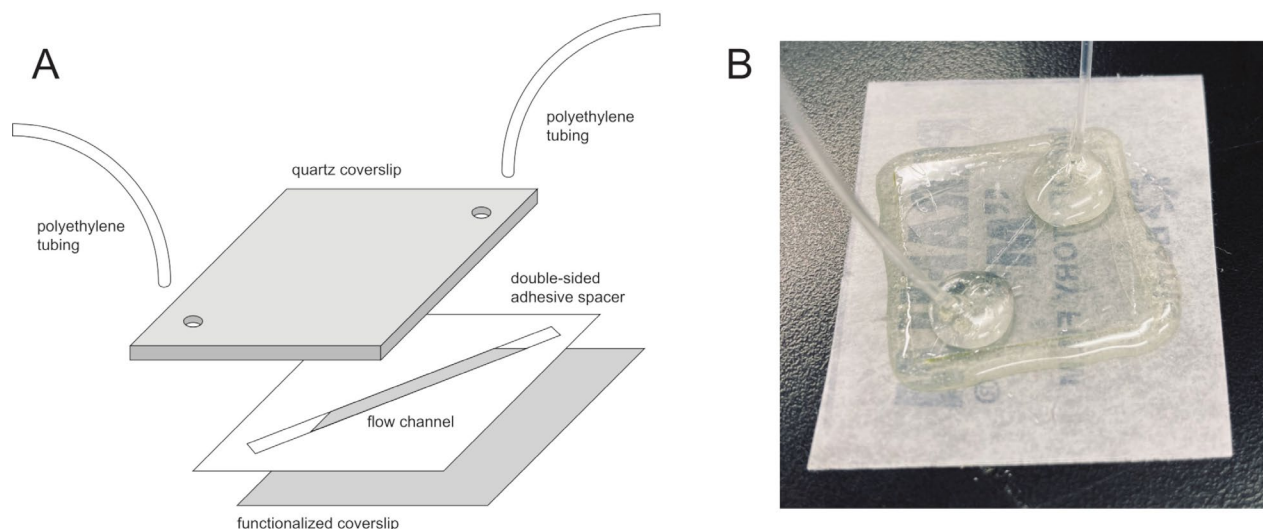 A
polyethylene
tubing
B
polyethylene
tubing
quartz coverslip
double-sided
adhesive spacer
flow channel
functionalized coverslip